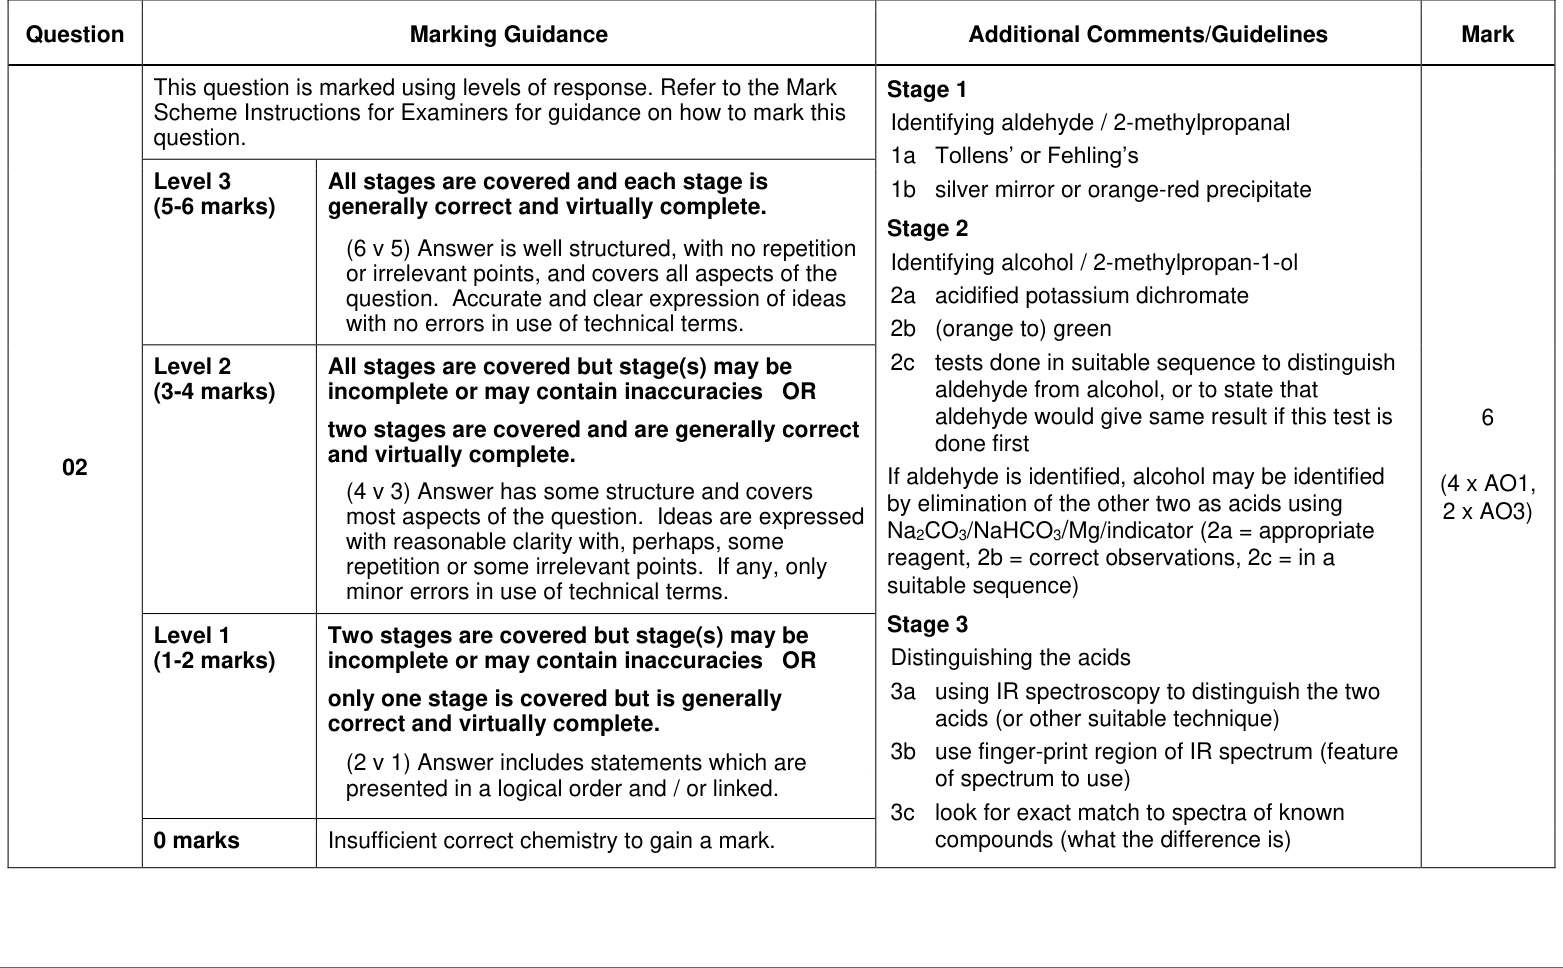 Question
Marking Guidance
Additional Comments/Guidelines
Mark
02
This question is marked using levels of response. Refer to the Mark
Scheme Instructions for Examiners for guidance on how to mark this
question.
Level 3
(5-6 marks)
All stages are covered and each stage is
generally correct and virtually complete.
(6 v 5) Answer is well structured, with no repetition
or irrelevant points, and covers all aspects of the
question.  Accurate and clear expression of ideas
with no errors in use of technical terms.
Level 2
(3-4 marks)
All stages are covered but stage(s) may be
incomplete or may contain inaccuracies   OR
two stages are covered and are generally correct
and virtually complete.
(4 v 3) Answer has some structure and covers
most aspects of the question.  Ideas are expressed
with reasonable clarity with, perhaps, some
repetition or some irrelevant points.  If any, only
minor errors in use of technical terms.
Level 1
(1-2 marks)
Two stages are covered but stage(s) may be
incomplete or may contain inaccuracies   OR
only one stage is covered but is generally
correct and virtually complete.
(2 v 1) Answer includes statements which are
presented in a logical order and / or linked.
0 marks
Insufficient correct chemistry to gain a mark.
Stage 1
Identifying aldehyde / 2-methylpropanal
1a   Tollens’ or Fehling’s
1b   silver mirror or orange-red precipitate
Stage 2
Identifying alcohol / 2-methylpropan-1-ol
2a   acidified potassium dichromate
2b   (orange to) green
2c   tests done in suitable sequence to distinguish
aldehyde from alcohol, or to state that
aldehyde would give same result if this test is
done first
If aldehyde is identified, alcohol may be identified
by elimination of the other two as acids using
Na₂CO₃/NaHCO₃/Mg/indicator (2a = appropriate
reagent, 2b = correct observations, 2c = in a
suitable sequence)
Stage 3
Distinguishing the acids
3a   using IR spectroscopy to distinguish the two
acids (or other suitable technique)
3b   use finger-print region of IR spectrum (feature
of spectrum to use)
3c   look for exact match to spectra of known
compounds (what the difference is)
6
(4 x AO1,
2 x AO3)